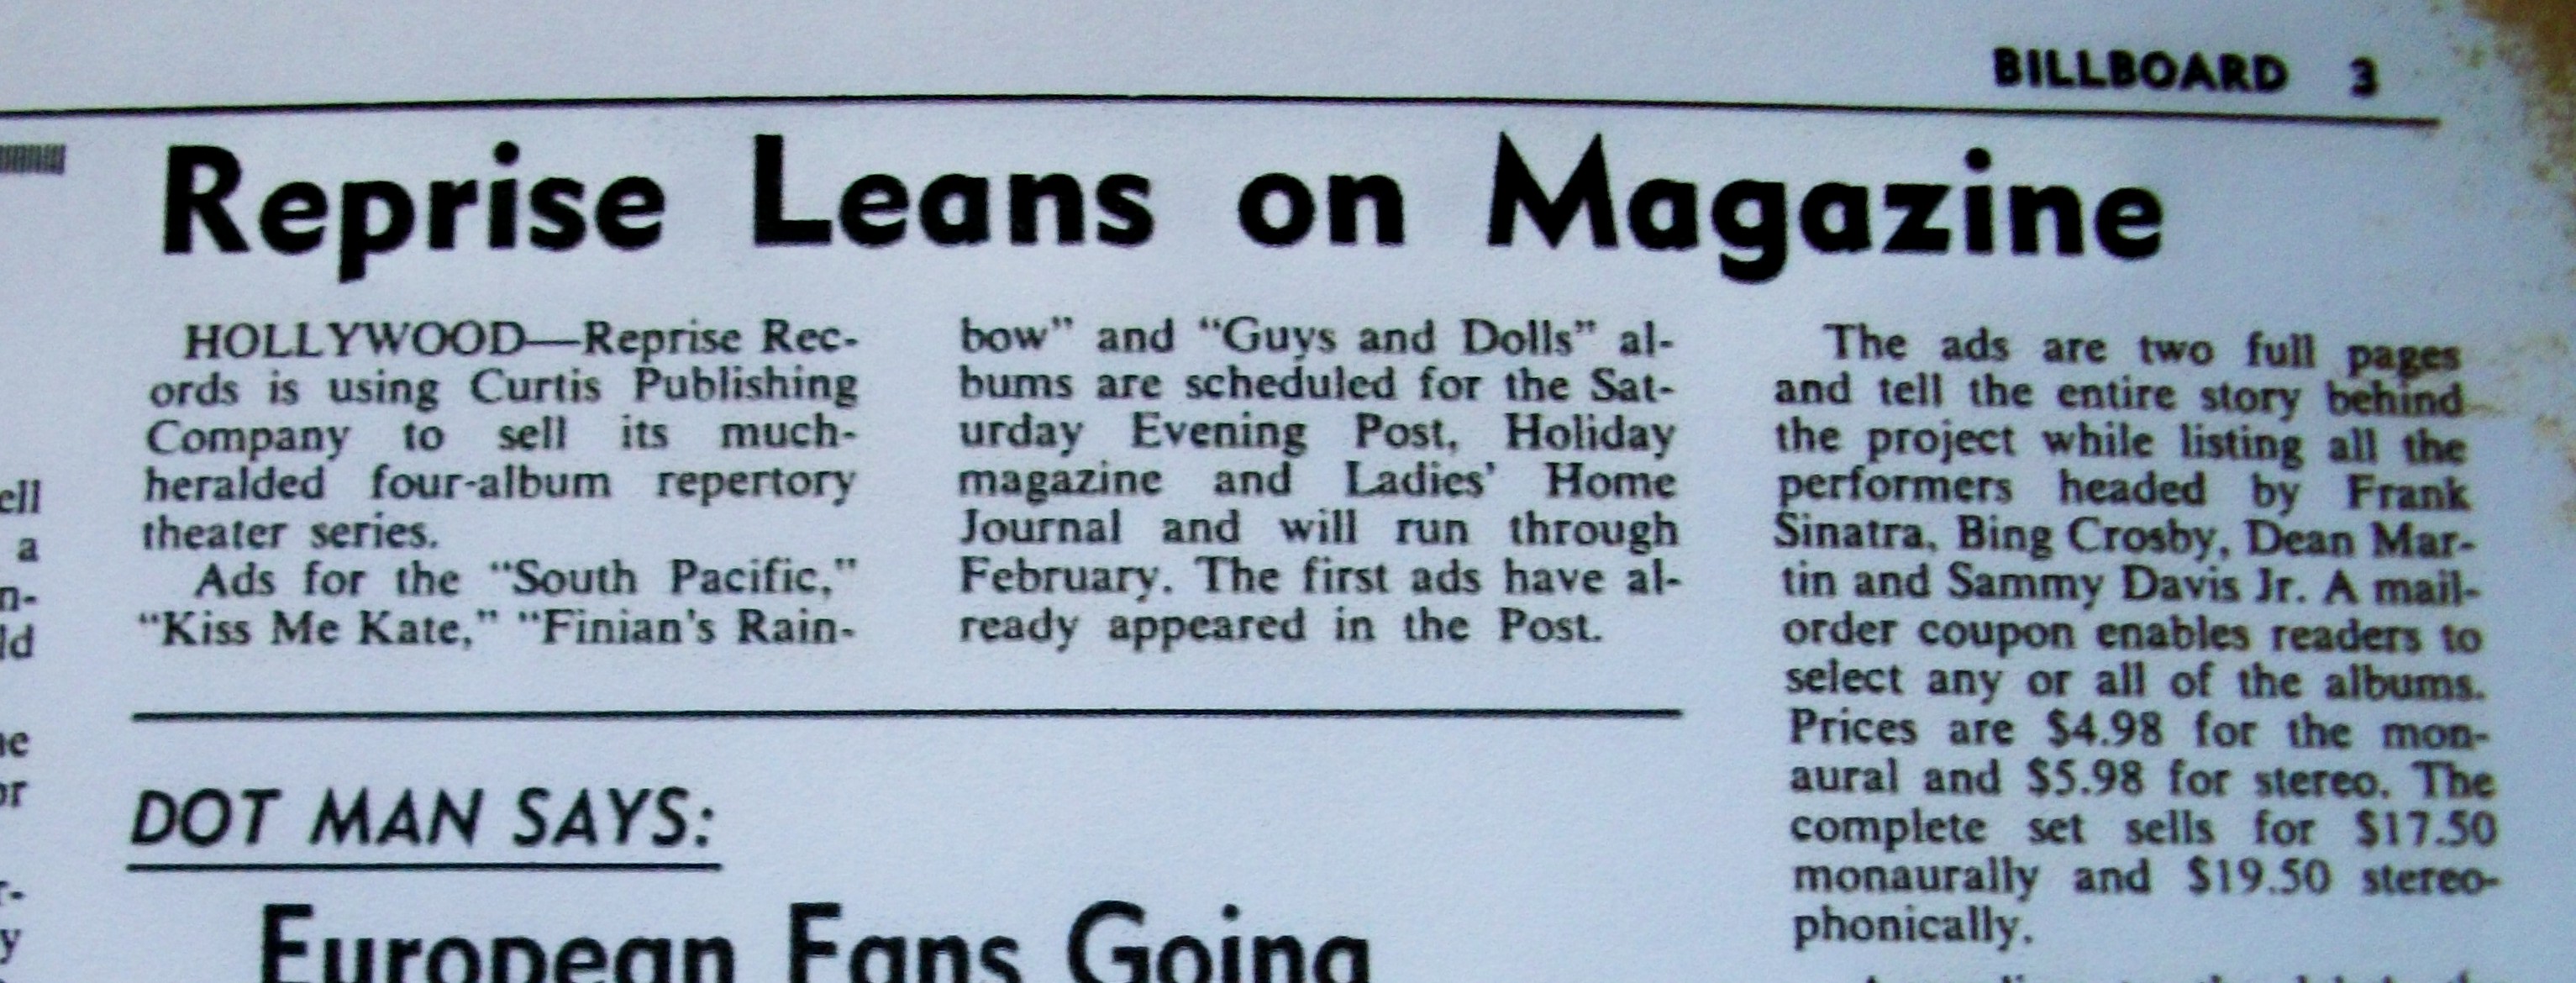 BILLBOARD 3
Reprise Leans on Magazine
HOLLYWOOD—Reprise Rec-
ords is using Curtis Publishing
Company to sell its much-
heralded four-album repertory
theater series.
Ads for the "South Pacific,"
"Kiss Me Kate," "Finian's Rain-
bow" and "Guys and Dolls" al-
bums are scheduled for the Sat-
urday Evening Post, Holiday
magazine and Ladies' Home
Journal and will run through
February. The first ads have al-
ready appeared in the Post.
The ads are two full pages
and tell the entire story behind
the project while listing all the
performers headed by Frank
Sinatra, Bing Crosby, Dean Mar-
tin and Sammy Davis Jr. A mail-
order coupon enables readers to
select any or all of the albums.
Prices are $4.98 for the mon-
aural and $5.98 for stereo. The
complete set sells for $17.50
monaurally and $19.50 stereo-
phonically.
DOT MAN SAYS:
European Fans Going
ell
a
n-
ld